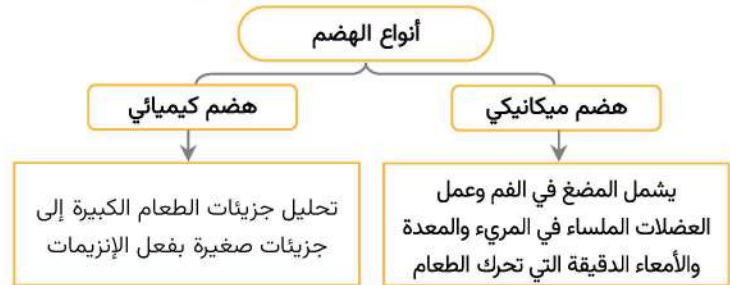 أنواع الهضم
هضم ميكانيكي
هضم كيميائي
يشمل المضغ في الفم وعمل
العضلات الملساء في المريء والمعدة
والأمعاء الدقيقة التي تحرك الطعام
تحليل جزيئات الطعام الكبيرة إلى
جزيئات صغيرة بفعل الإنزيمات